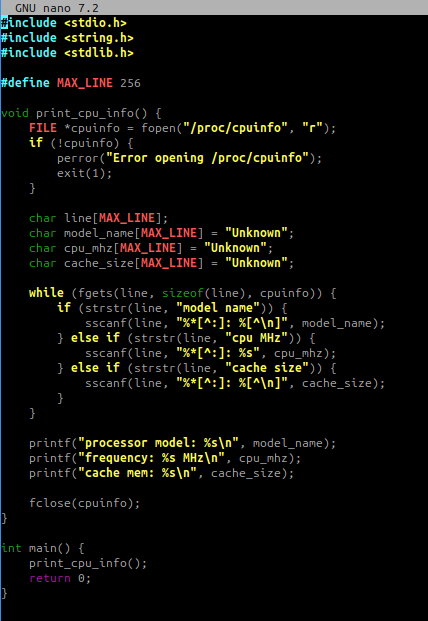 GNU nano 7.2
#include <stdio.h>
#include <string.h>
#include <stdlib.h>

#define MAX_LINE 256

void print_cpu_info() {
    FILE *cpuinfo = fopen("/proc/cpuinfo", "r");
    if (!cpuinfo) {
        perror("Error opening /proc/cpuinfo");
        exit(1);
    }

    char line[MAX_LINE];
    char model_name[MAX_LINE] = "Unknown";
    char cpu_mhz[MAX_LINE] = "Unknown";
    char cache_size[MAX_LINE] = "Unknown";

    while (fgets(line, sizeof(line), cpuinfo)) {
        if (strstr(line, "model name")) {
            sscanf(line, "%*[^:]: %[^\n]", model_name);
        } else if (strstr(line, "cpu MHz")) {
            sscanf(line, "%*[^:]: %s", cpu_mhz);
        } else if (strstr(line, "cache size")) {
            sscanf(line, "%*[^:]: %[^\n]", cache_size);
        }
    }

    printf("processor model: %s\n", model_name);
    printf("frequency: %s MHz\n", cpu_mhz);
    printf("cache mem: %s\n", cache_size);

    fclose(cpuinfo);
}

int main() {
    print_cpu_info();
    return 0;
}